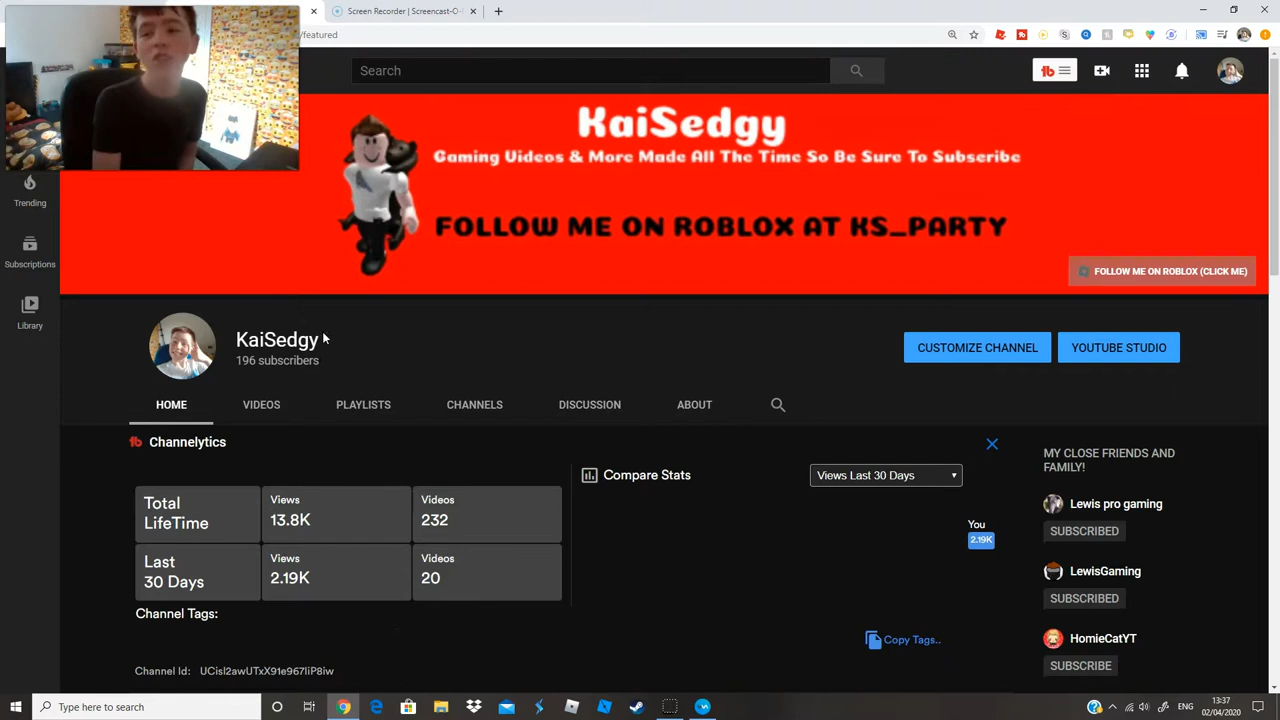 Screen Recorder | Screencast-O-
/featured
Search
KaiSedgy
Gaming Videos & More Made All The Time So Be Sure To Subscribe
FOLLOW ME ON ROBLOX AT KS_PARTY
FOLLOW ME ON ROBLOX (CLICK ME)
Trending
Subscriptions
Library
KaiSedgy
196 subscribers
CUSTOMIZE CHANNEL
YOUTUBE STUDIO
HOME VIDEOS PLAYLISTS CHANNELS DISCUSSION ABOUT
Channelytics
Compare Stats
Views Last 30 Days
Total LifeTime
Views
13.8K
Videos
232
Last 30 Days
Views
2.19K
Videos
20
You
2.19K
Channel Tags:
Copy Tags..
Channel Id: UCisl2awUTxX91e967liP8iw
MY CLOSE FRIENDS AND
FAMILY!
Lewis pro gaming
SUBSCRIBED
LewisGaming
SUBSCRIBED
HomieCatYT
SUBSCRIBE
Type here to search
ENG
13:37
02/04/2020